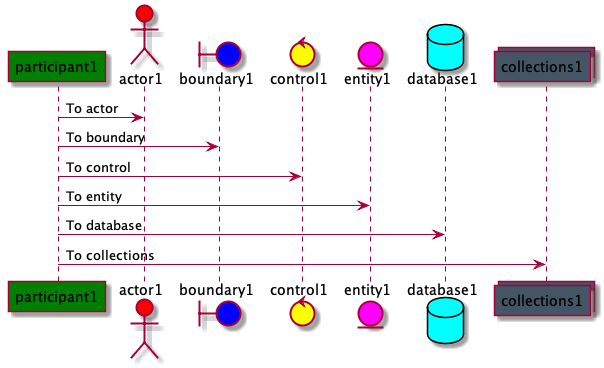 participant1
actor1
boundary1
control1
entity1
database1
collections1
To actor
To boundary
To control
To entity
To database
To collections
participant1
actor1
boundary1
control1
entity1
database1
collections1